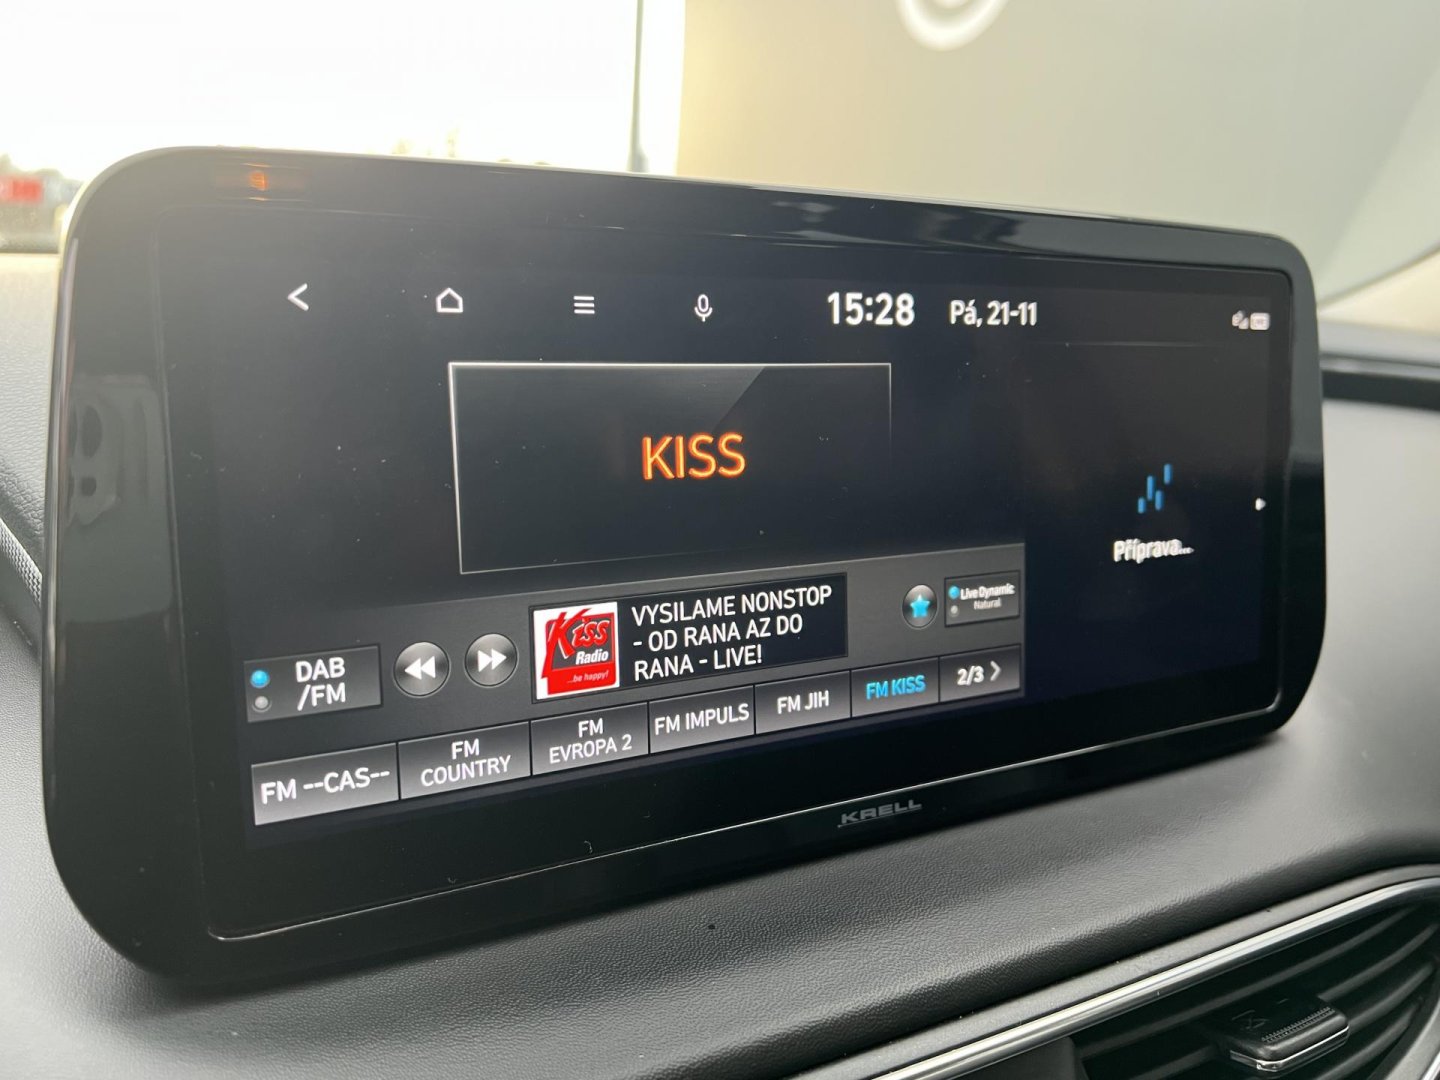 15:28 Pá, 21-11
KISS
Příprava...
Kiss
Radio
...be happy!
VYSILAME NONSTOP
- OD RANA AZ DO
RANA - LIVE!
Live Dynamic
Natural
DAB
/FM
FM --CAS--
FM
COUNTRY
FM
EVROPA 2
FM IMPULS
FM JIH
FM KISS
2/3
KRELL